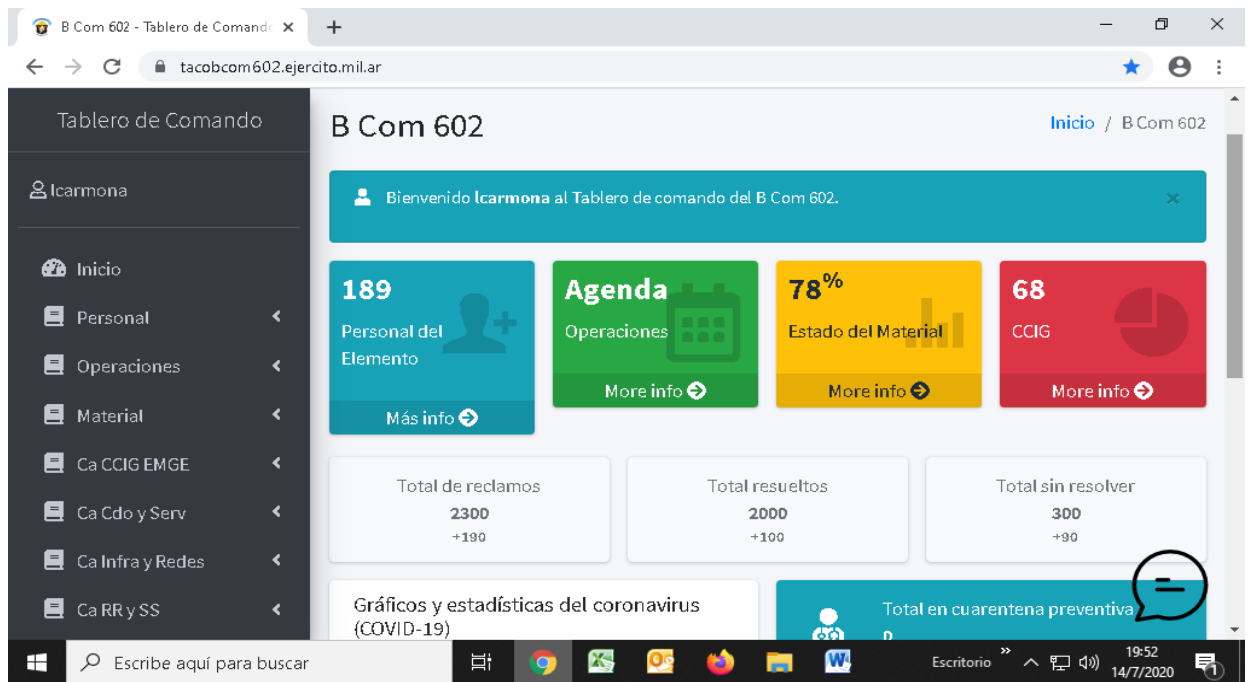 B Com 602 - Tablero de Comand
tacobcom602.ejercito.mil.ar
Tablero de Comando
lcarmona
Inicio
Personal
Operaciones
Material
Ca CCIG EMGE
Ca Cdo y Serv
Ca Infra y Redes
Ca RR y SS
B Com 602
Inicio / B Com 602
Bienvenido lcarmona al Tablero de comando del B Com 602.
189
Personal del
Elemento
Más info
Agenda
Operaciones
More info
78%
Estado del Material
More info
68
CCIG
More info
Total de reclamos
2300
+190
Total resueltos
2000
+100
Total sin resolver
300
+90
Gráficos y estadísticas del coronavirus
(COVID-19)
Total en cuarentena preventiva
Escribe aquí para buscar
Escritorio
19:52
14/7/2020
1